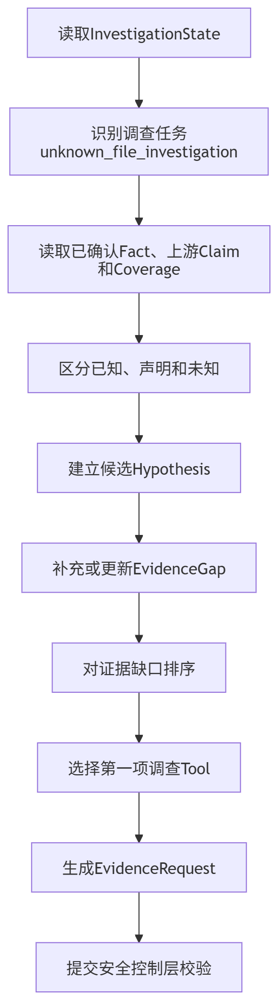 读取InvestigationState
识别调查任务
unknown_file_investigation
读取已确认Fact、上游Claim
和Coverage
区分已知、声明和未知
建立候选Hypothesis
补充或更新EvidenceGap
对证据缺口排序
选择第一项调查Tool
生成EvidenceRequest
提交安全控制层校验